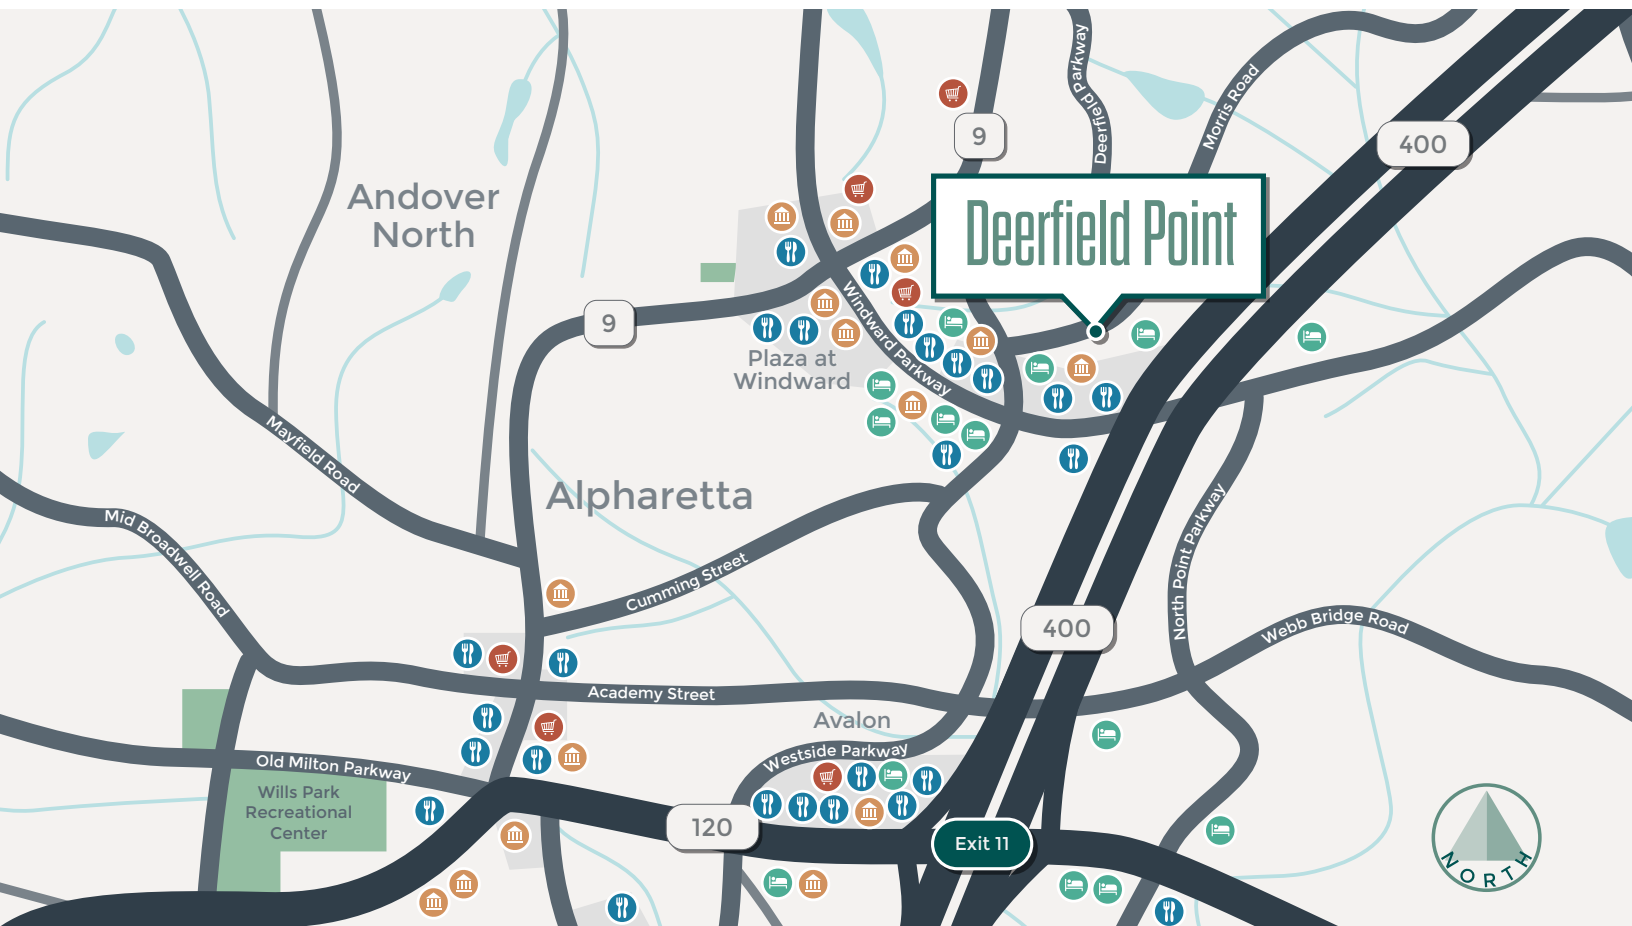 Deerfield Parkway
Morris Road
9
400
Andover
North
Deerfield Point
9
Windward Parkway
Plaza at
Windward
Mayfield Road
Alpharetta
Mid Broadwell Road
Cumming Street
North Point Parkway
400
Webb Bridge Road
Academy Street
Avalon
Westside Parkway
Old Milton Parkway
Wills Park
Recreational
Center
120
Exit 11
NORTH